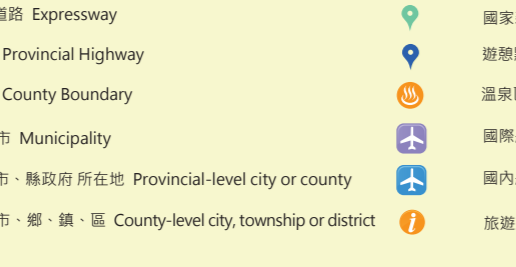 道路 Expressway
國家
Provincial Highway
遊憩
County Boundary
溫泉
市 Municipality
國際
市、縣政府 所在地 Provincial-level city or county
國內
市、鄉、鎮、區 County-level city, township or district
旅遊